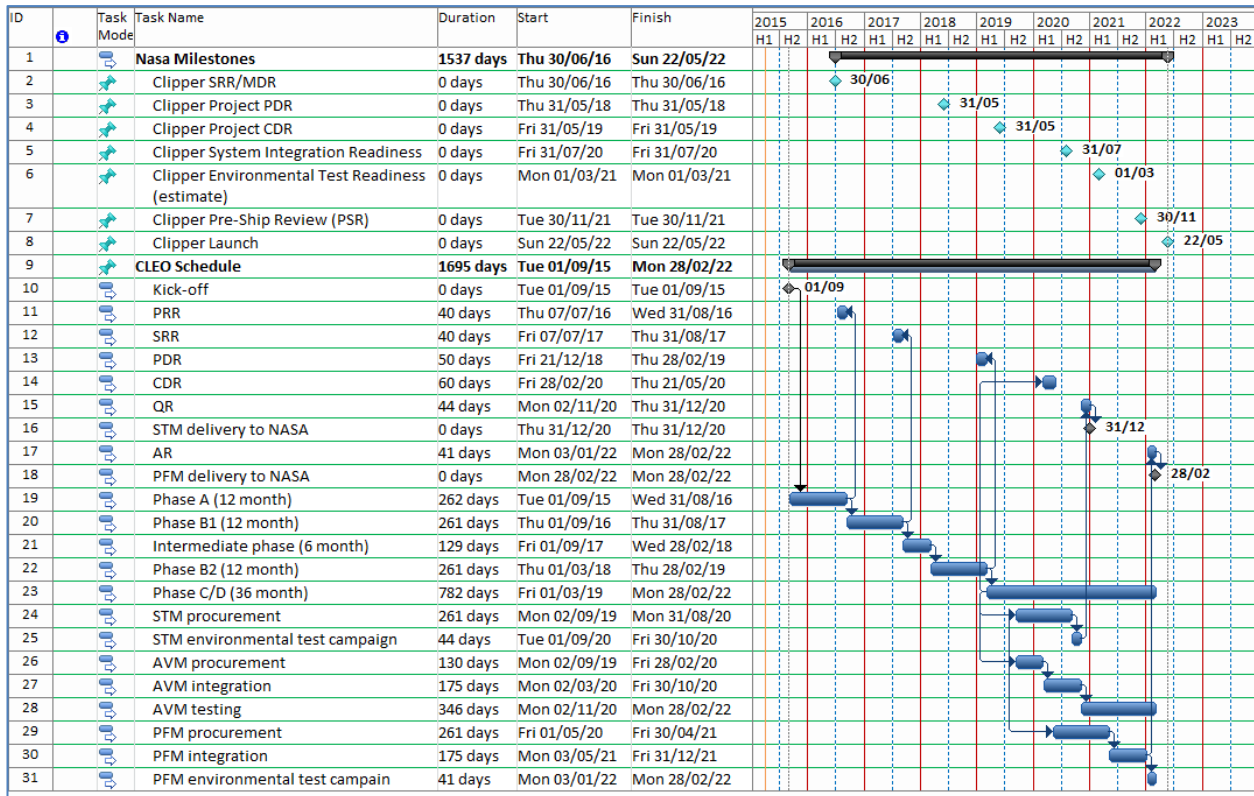 ID Task Mode Task Name Duration Start Finish 2015 2016 2017 2018 2019 2020 2021 2022 2023
H1 H2 H1 H2 H1 H2 H1 H2 H1 H2 H1 H2 H1 H2 H1 H2 H1 H2
1 Nasa Milestones 1537 days Thu 30/06/16 Sun 22/05/22
2 Clipper SRR/MDR 0 days Thu 30/06/16 Thu 30/06/16 30/06
3 Clipper Project PDR 0 days Thu 31/05/18 Thu 31/05/18 31/05
4 Clipper Project CDR 0 days Fri 31/05/19 Fri 31/05/19 31/05
5 Clipper System Integration Readiness 0 days Fri 31/07/20 Fri 31/07/20 31/07
6 Clipper Environmental Test Readiness 0 days Mon 01/03/21 Mon 01/03/21 01/03
(estimate)
7 Clipper Pre-Ship Review (PSR) 0 days Tue 30/11/21 Tue 30/11/21 30/11
8 Clipper Launch 0 days Sun 22/05/22 Sun 22/05/22 22/05
9 CLEO Schedule 1695 days Tue 01/09/15 Mon 28/02/22
10 Kick-off 0 days Tue 01/09/15 Tue 01/09/15 01/09
11 PRR 40 days Thu 07/07/16 Wed 31/08/16
12 SRR 40 days Fri 07/07/17 Thu 31/08/17
13 PDR 50 days Fri 21/12/18 Thu 28/02/19
14 CDR 60 days Fri 28/02/20 Thu 21/05/20
15 QR 44 days Mon 02/11/20 Thu 31/12/20
16 STM delivery to NASA 0 days Thu 31/12/20 Thu 31/12/20 31/12
17 AR 41 days Mon 03/01/22 Mon 28/02/22
18 PFM delivery to NASA 0 days Mon 28/02/22 Mon 28/02/22 28/02
19 Phase A (12 month) 262 days Tue 01/09/15 Wed 31/08/16
20 Phase B1 (12 month) 261 days Thu 01/09/16 Thu 31/08/17
21 Intermediate phase (6 month) 129 days Fri 01/09/17 Wed 28/02/18
22 Phase B2 (12 month) 261 days Thu 01/03/18 Thu 28/02/19
23 Phase C/D (36 month) 782 days Fri 01/03/19 Mon 28/02/22
24 STM procurement 261 days Mon 02/09/19 Mon 31/08/20
25 STM environmental test campaign 44 days Tue 01/09/20 Fri 30/10/20
26 AVM procurement 130 days Mon 02/09/19 Fri 28/02/20
27 AVM integration 175 days Mon 02/03/20 Fri 30/10/20
28 AVM testing 346 days Mon 02/11/20 Mon 28/02/22
29 PFM procurement 261 days Fri 01/05/20 Fri 30/04/21
30 PFM integration 175 days Mon 03/05/21 Fri 31/12/21
31 PFM environmental test campain 41 days Mon 03/01/22 Mon 28/02/22